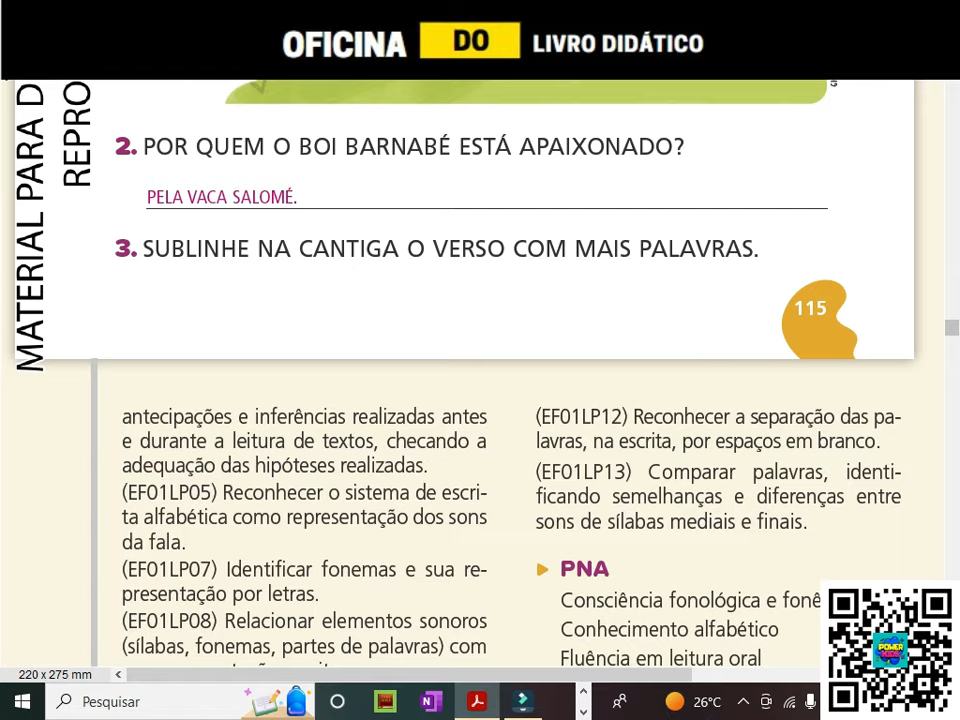 OFICINA DO LIVRO DIDÁTICO
MATERIAL PARA D
REPRO
2. POR QUEM O BOI BARNABÉ ESTÁ APAIXONADO?
PELA VACA SALOMÉ.
3. SUBLINHE NA CANTIGA O VERSO COM MAIS PALAVRAS.
115
antecipações e inferências realizadas antes
e durante a leitura de textos, checando a
adequação das hipóteses realizadas.
(EF01LP05) Reconhecer o sistema de escri-
ta alfabética como representação dos sons
da fala.
(EF01LP07) Identificar fonemas e sua re-
presentação por letras.
(EF01LP08) Relacionar elementos sonoros
(sílabas, fonemas, partes de palavras) com
(EF01LP12) Reconhecer a separação das pa-
lavras, na escrita, por espaços em branco.
(EF01LP13) Comparar palavras, identi-
ficando semelhanças e diferenças entre
sons de sílabas mediais e finais.
PNA
Consciência fonológica e fonê
Conhecimento alfabético
Fluência em leitura oral
POWER KIDS
220 x 275 mm
Pesquisar
26°C